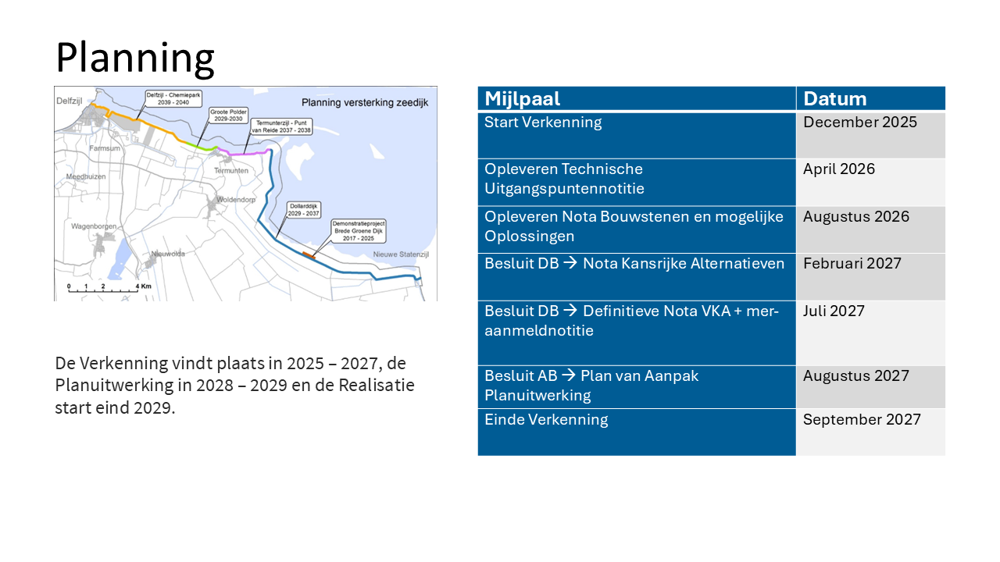 Planning
Planning versterking zeedijk
Delfzijl
Delfzijl - Chemiepark
2039 - 2040
Groote Polder
2029-2030
Termunterzijl - Punt
van Reide 2037 - 2038
Farmsum
Termunten
Meedhuizen
Woldendorp
Dollarddijk
2029 - 2037
Demonstratieproject
Brede Groene Dijk
2017 - 2025
Wagenborgen
Nieuwolda
Nieuwe Statenzijl
0 1 2 4 Km
De Verkenning vindt plaats in 2025 – 2027, de
Planuitwerking in 2028 – 2029 en de Realisatie
start eind 2029.
Mijlpaal Datum
Start Verkenning December 2025
Opleveren Technische April 2026
Uitgangspuntennotitie
Opleveren Nota Bouwstenen en mogelijke Augustus 2026
Oplossingen
Besluit DB → Nota Kansrijke Alternatieven Februari 2027
Besluit DB → Definitieve Nota VKA + mer- Juli 2027
aanmeldnotitie
Besluit AB → Plan van Aanpak Augustus 2027
Planuitwerking
Einde Verkenning September 2027